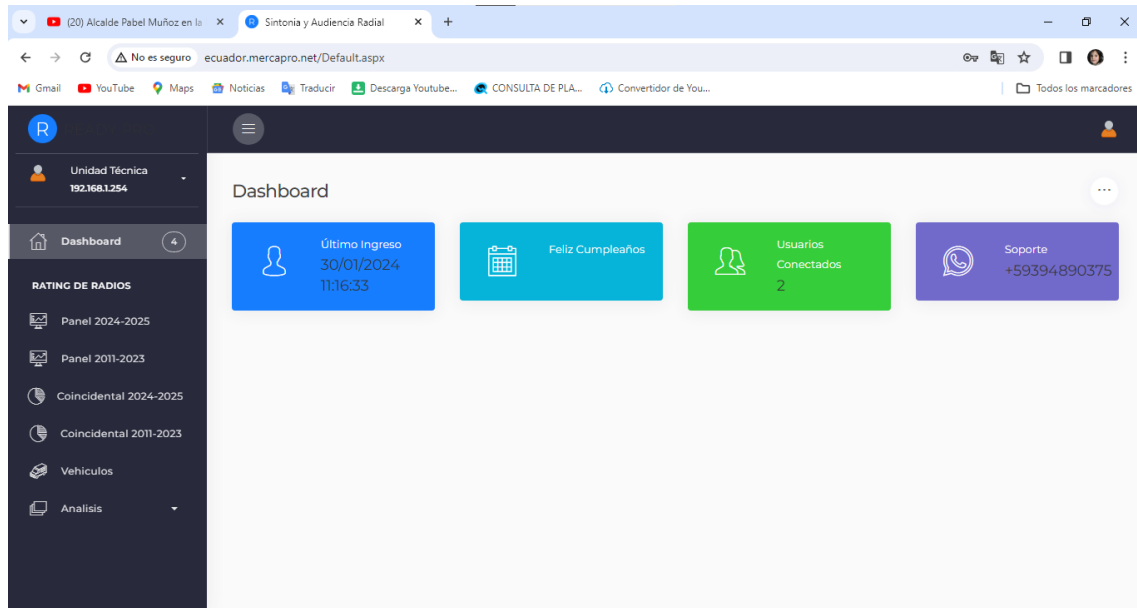 (20) Alcalde Pabel Muñoz en la
Sintonia y Audiencia Radial
No es seguro
ecuador.mercapro.net/Default.aspx
Gmail
YouTube
Maps
Noticias
Traducir
Descarga Youtube...
CONSULTA DE PLA...
Convertidor de You...
Todos los marcadores
R
Unidad Técnica
192.168.1.254
Dashboard
4
RATING DE RADIOS
Panel 2024-2025
Panel 2011-2023
Coincidental 2024-2025
Coincidental 2011-2023
Vehiculos
Analisis
Dashboard
Último Ingreso
30/01/2024
11:16:33
Feliz Cumpleaños
Usuarios
Conectados
2
Soporte
+59394890375